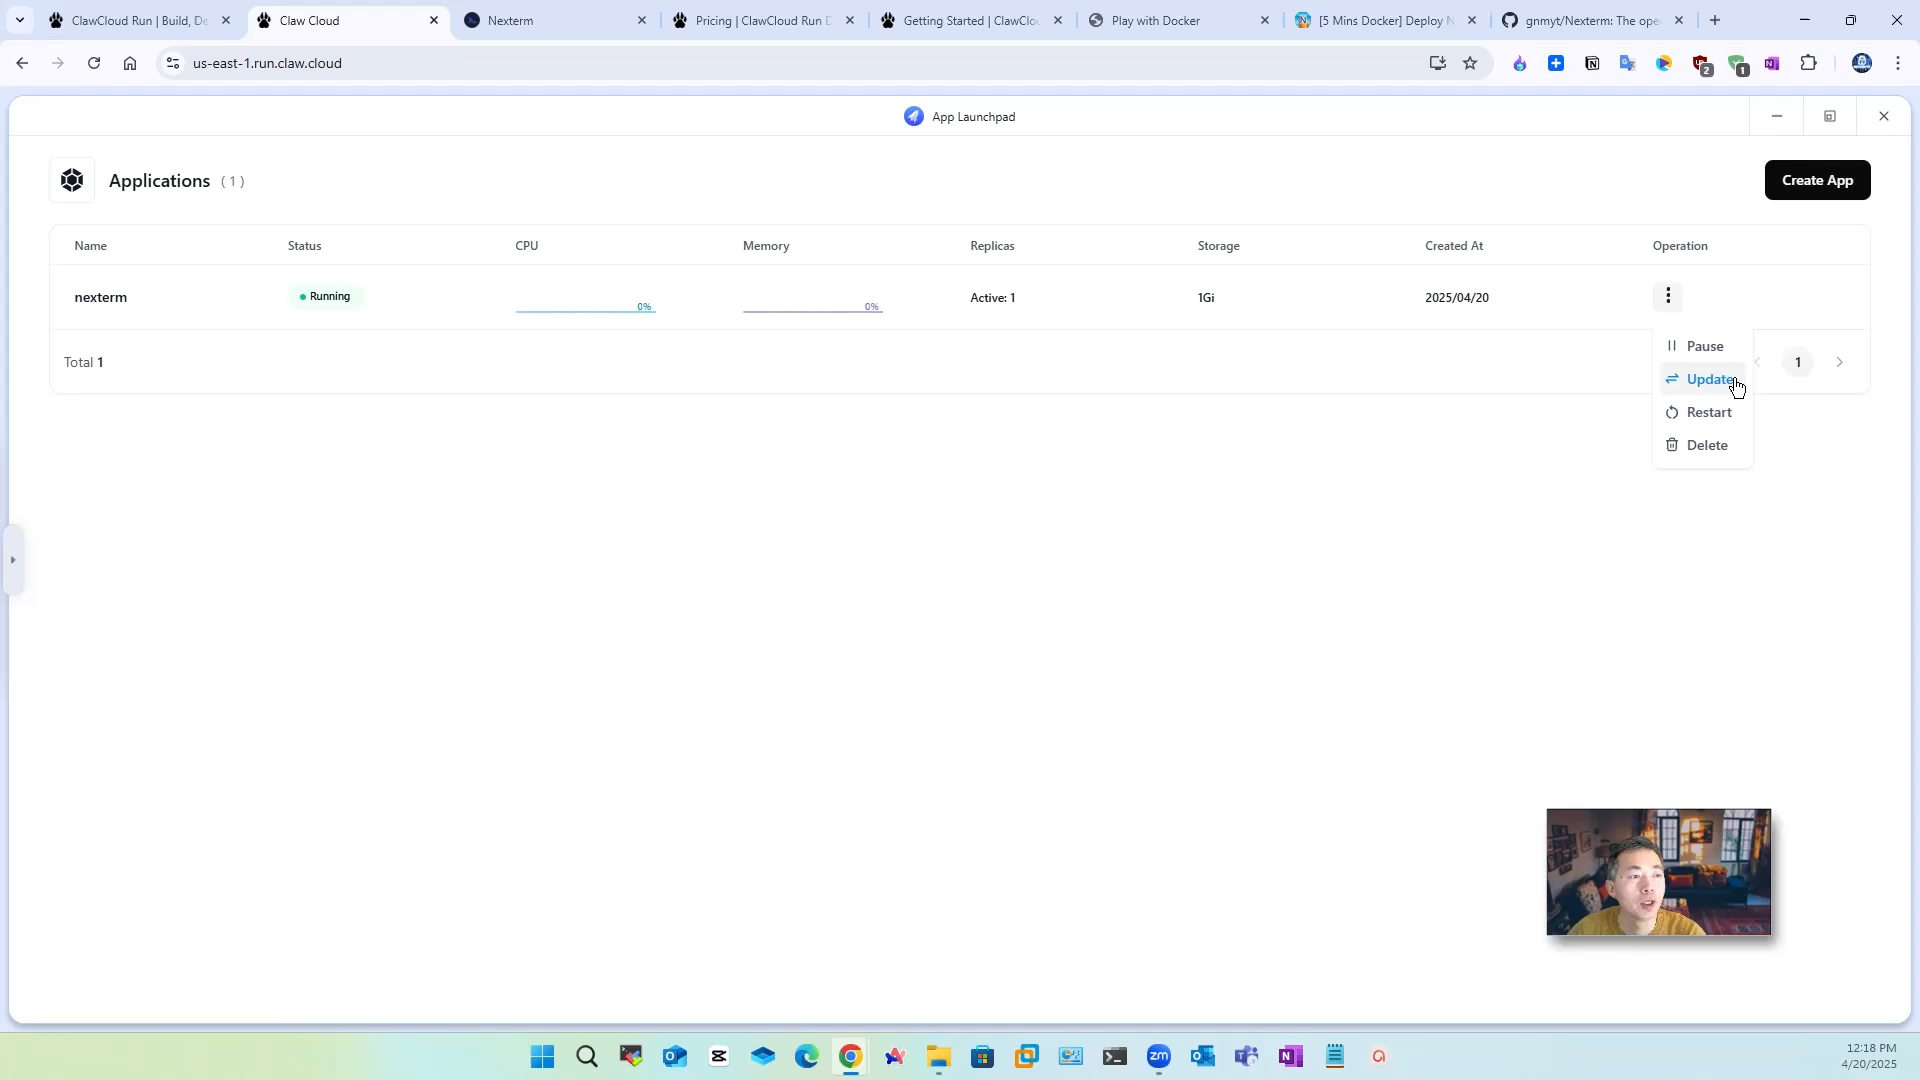 ClawCloud Run | Build, De
Claw Cloud
Nexterm
Pricing | ClawCloud Run D
Getting Started | ClawClo
Play with Docker
[5 Mins Docker] Deploy N
gnmyt/Nexterm: The ope
us-east-1.run.claw.cloud
2
1
App Launchpad
Applications ( 1 )
Create App
Name Status CPU Memory Replicas Storage Created At Operation
nexterm Running 0% 0% Active: 1 1Gi 2025/04/20
Total 1
1
Pause
Update
Restart
Delete
12:18 PM
4/20/2025